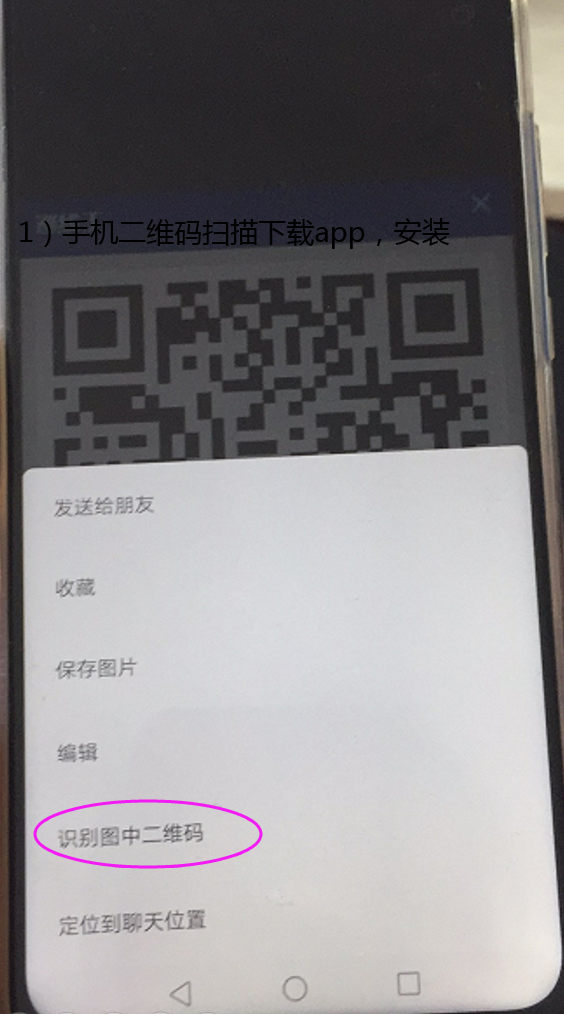 1）手机二维码扫描下载app，安装
发送给朋友
收藏
保存图片
编辑
识别图中二维码
定位到聊天位置